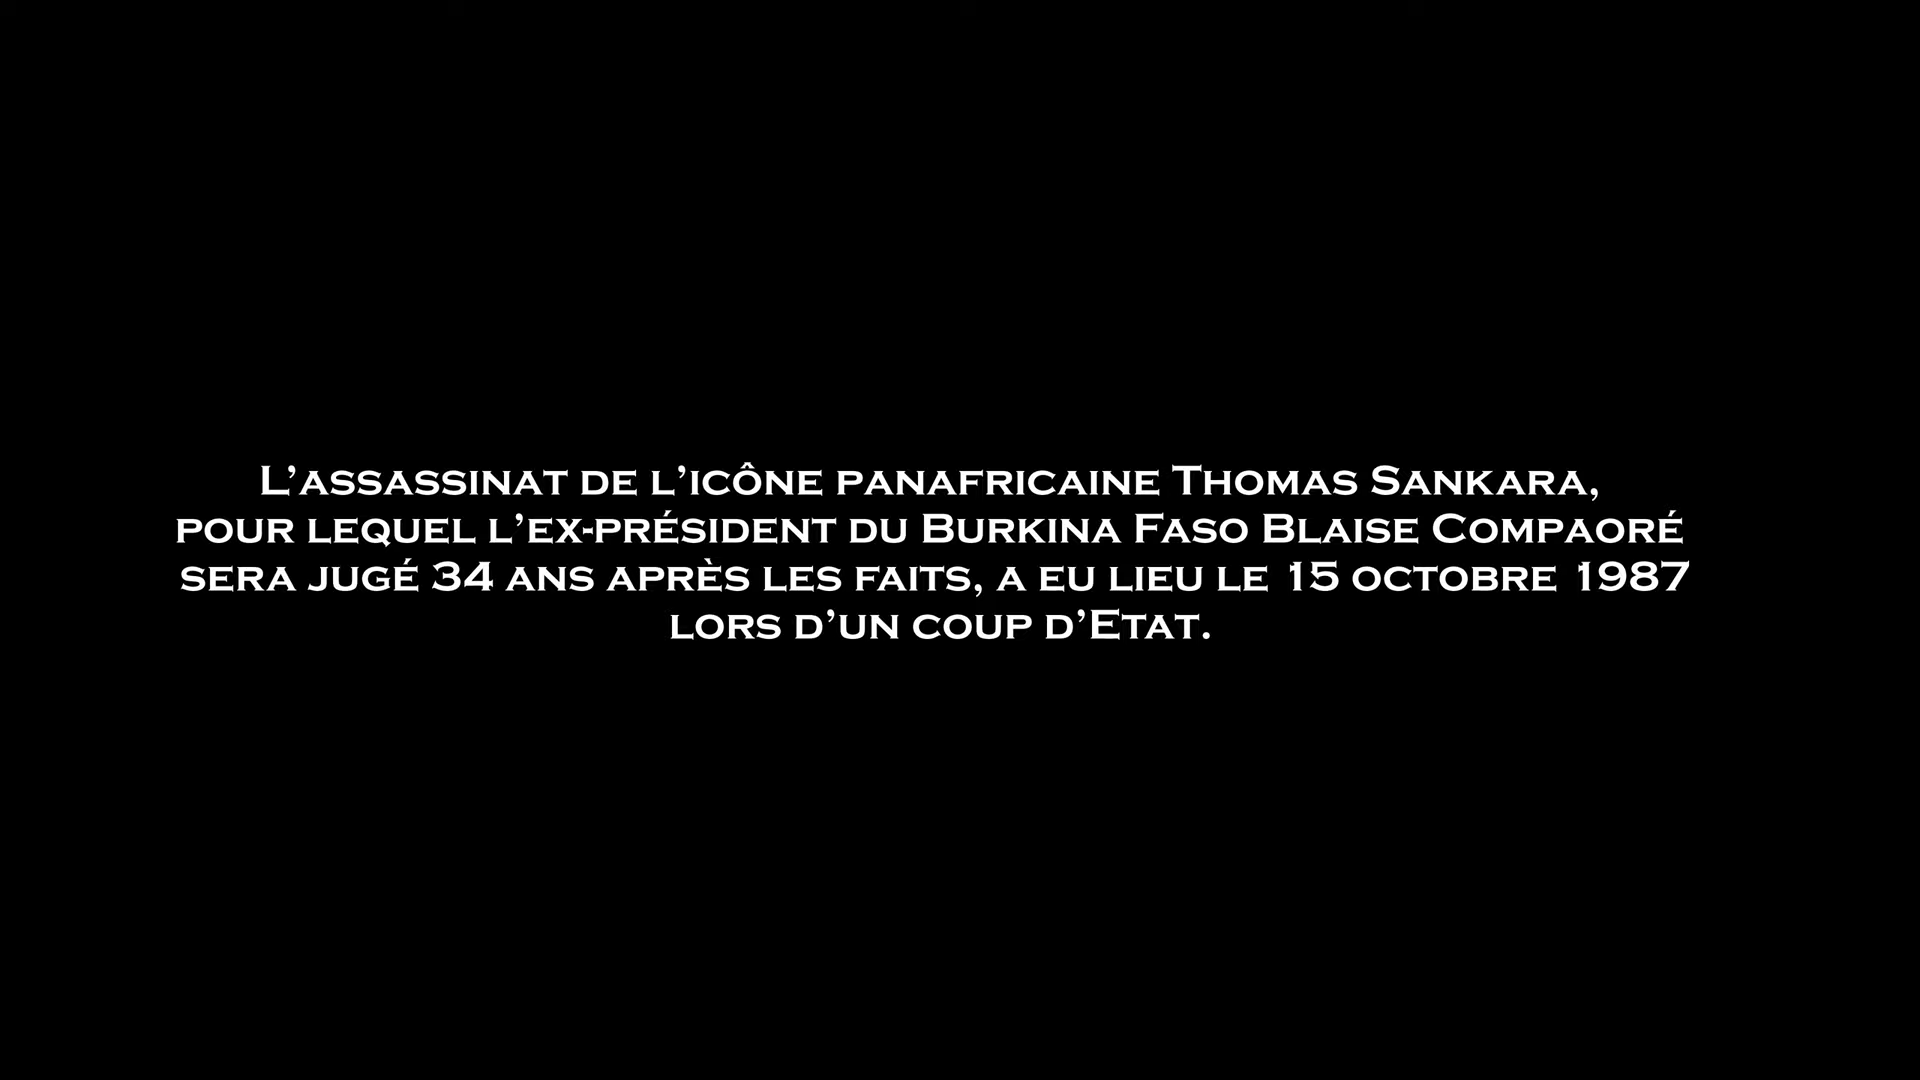 L’assassinat de l’icône panafricaine Thomas Sankara,
pour lequel l’ex-président du Burkina Faso Blaise Compaoré
sera jugé 34 ans après les faits, a eu lieu le 15 octobre 1987
lors d’un coup d’Etat.